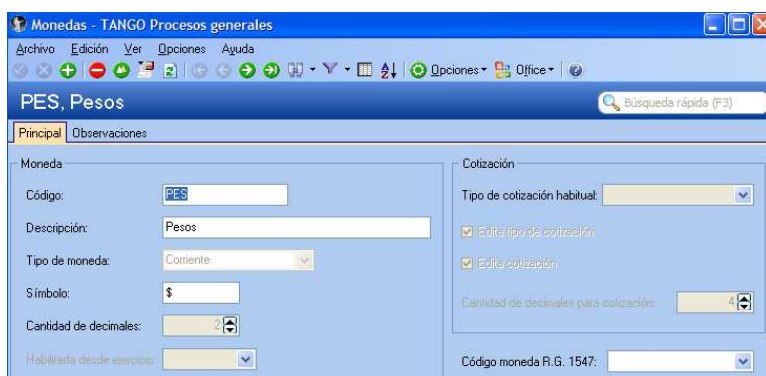 Monedas - TANGO Procesos generales
Archivo Edición Ver Opciones Ayuda
Opciones Office
PES, Pesos
Búsqueda rápida (F3)
Principal Observaciones
Moneda
Código: PES
Descripción: Pesos
Tipo de moneda: Corriente
Símbolo: $
Cantidad de decimales: 2
Habilitada desde ejercicio:
Cotización
Tipo de cotización habitual:
Edita tipo de cotización
Edita cotización
Cantidad de decimales para cotización: 4
Código moneda R.G. 1547: